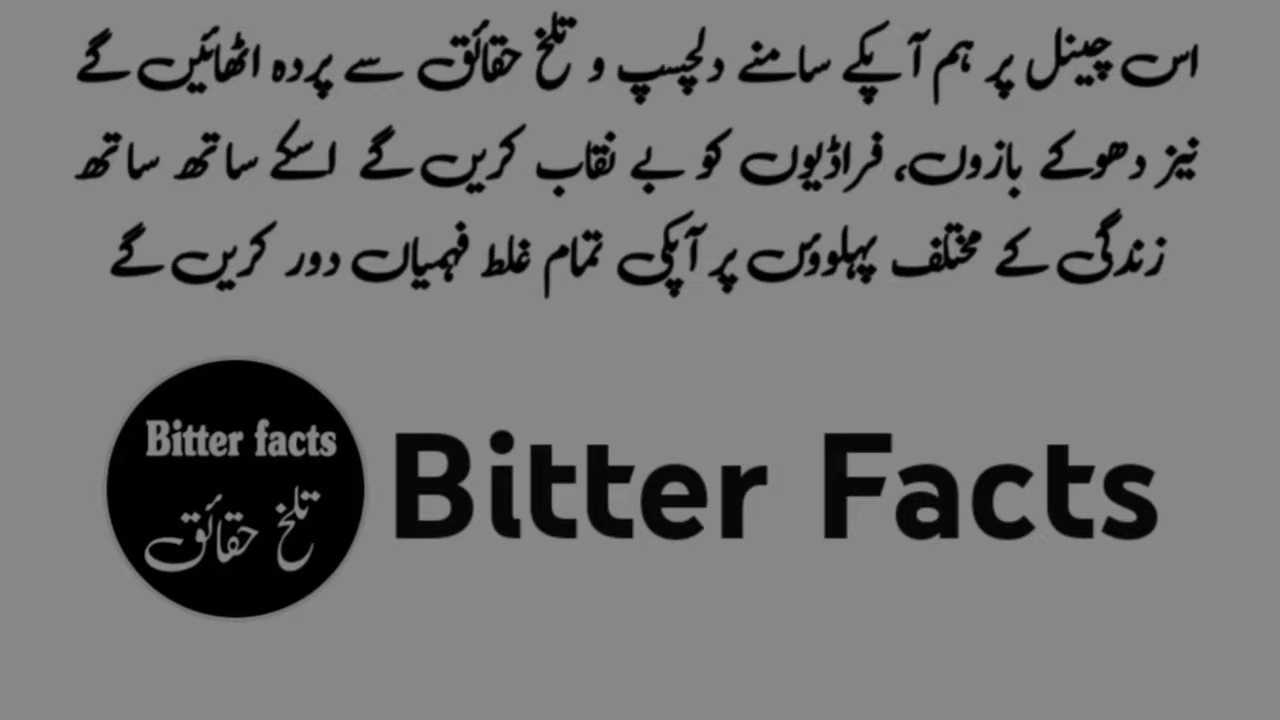 اس چینل پر ہم آپکے سامنے دلچسپ و تلخ حقائق سے پردہ اٹھائیں گے
نیز دھوکے بازوں، فراڈیوں کو بے نقاب کریں گے اسکے ساتھ ساتھ
زندگی کے مختلف پہلووٴں پر آپکی تمام غلط فہمیاں دور کریں گے
Bitter facts
تلخ حقائق
Bitter Facts